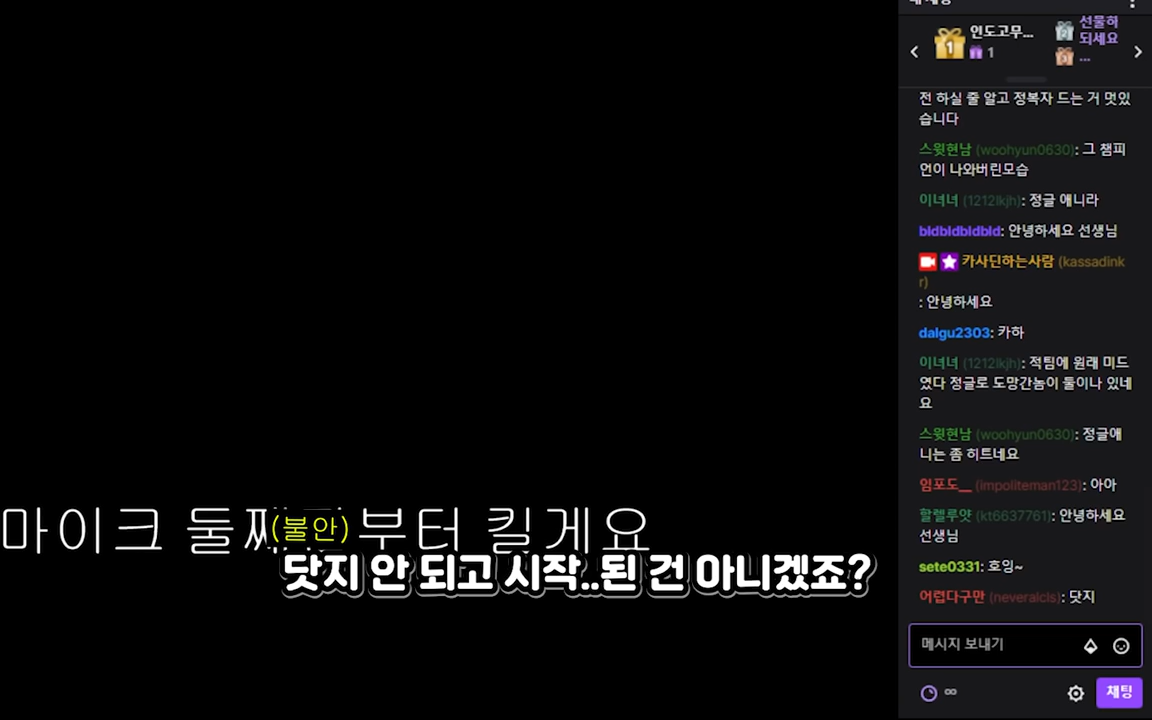 인도고무...
1
1
선물하
되세요
...
전 하실 줄 알고 정복자 드는 거 멋있
습니다
스윗현남 (woohyun0630): 그 챔피
언이 나와버린모습
이녀녀 (1212lkjh): 정글 애니라
bldbldbldbld: 안녕하세요 선생님
카사딘하는사람 (kassadink
r)
: 안녕하세요
dalgu2303: 카하
이녀녀 (1212lkjh): 적팀에 원래 미드
였다 정글로 도망간놈이 둘이나 있네
요
스윗현남 (woohyun0630): 정글애
니는 좀 히트네요
임포도__ (impoliteman123): 아아
할렐루얏 (kt6637761): 안녕하세요
선생님
sete0331: 호잉~
어렵다구만 (neveralcls): 닷지
메시지 보내기
채팅
마이크 둘째 부터 킬게요
(불안)
닷지 안 되고 시작..된 건 아니겠죠?